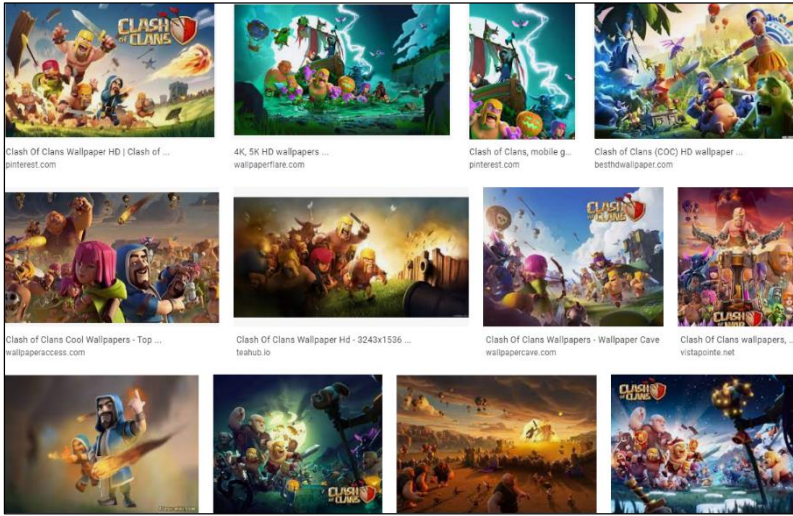 CLASH
OF CLANS
Clash Of Clans Wallpaper HD | Clash of ...
pinterest.com
4K, 5K HD wallpapers ...
wallpaperflare.com
Clash of Clans, mobile g...
pinterest.com
Clash of Clans (COC) HD wallpaper ...
besthdwallpaper.com
CLASH
OF CLANS
CLASH
Clash of Clans Cool Wallpapers - Top ...
wallpaperaccess.com
Clash Of Clans Wallpaper Hd - 3243x1536 ...
teahub.io
Clash Of Clans Wallpapers - Wallpaper Cave
wallpapercave.com
Clash Of Clans wallpapers, ...
vistapointe.net
CLASH
OF CLANS
CLASH
OF CLANS